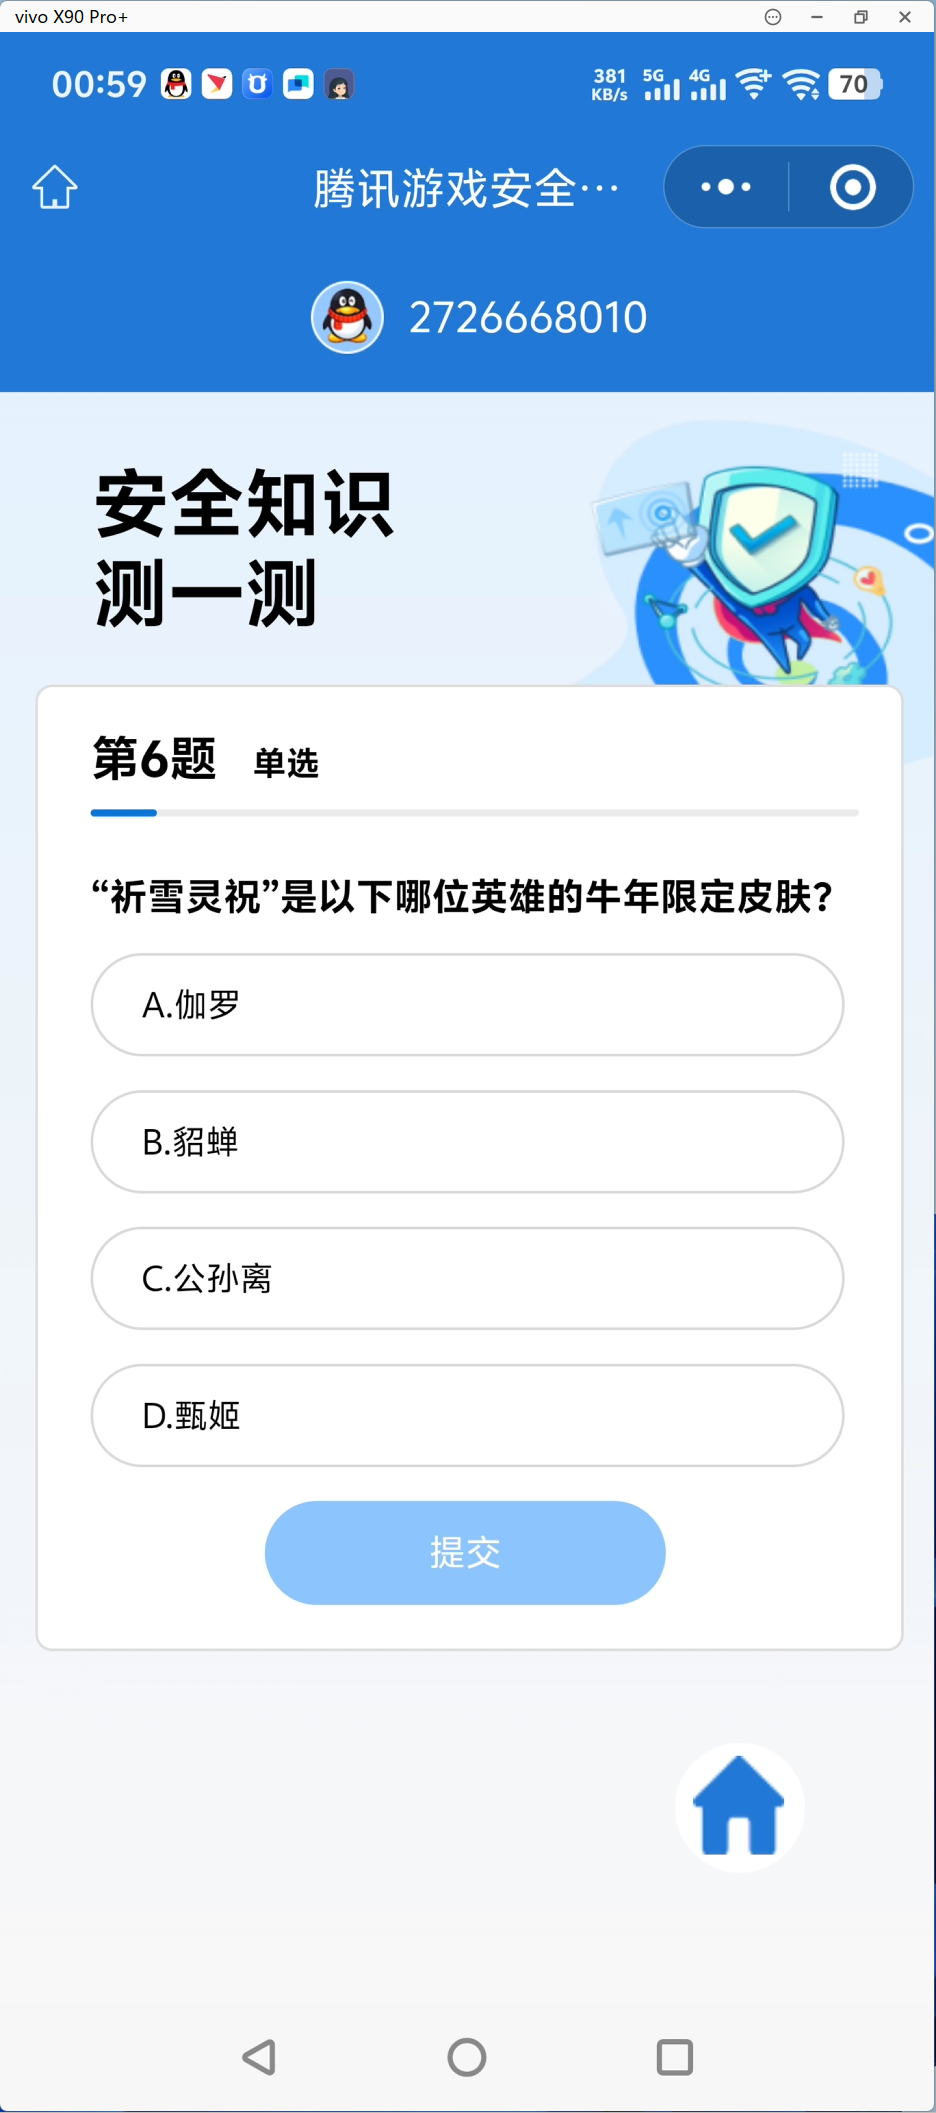 vivo X90 Pro+
00:59
381 KB/s 5G 4G 70
腾讯游戏安全…
2726668010
安全知识
测一测
第6题 单选
“祈雪灵祝”是以下哪位英雄的牛年限定皮肤？
A.伽罗
B.貂蝉
C.公孙离
D.甄姬
提交